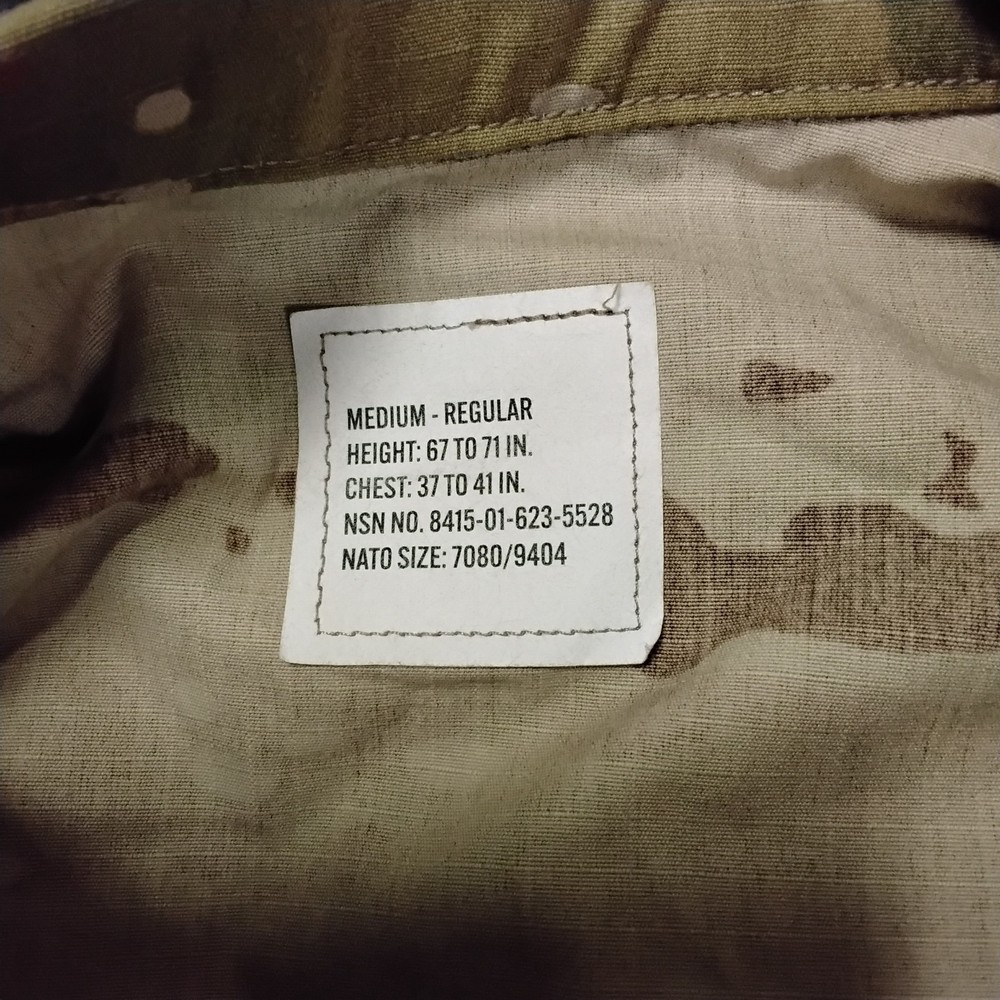 MEDIUM - REGULAR
HEIGHT: 67 TO 71 IN.
CHEST: 37 TO 41 IN.
NSN NO. 8415-01-623-5528
NATO SIZE: 7080/9404